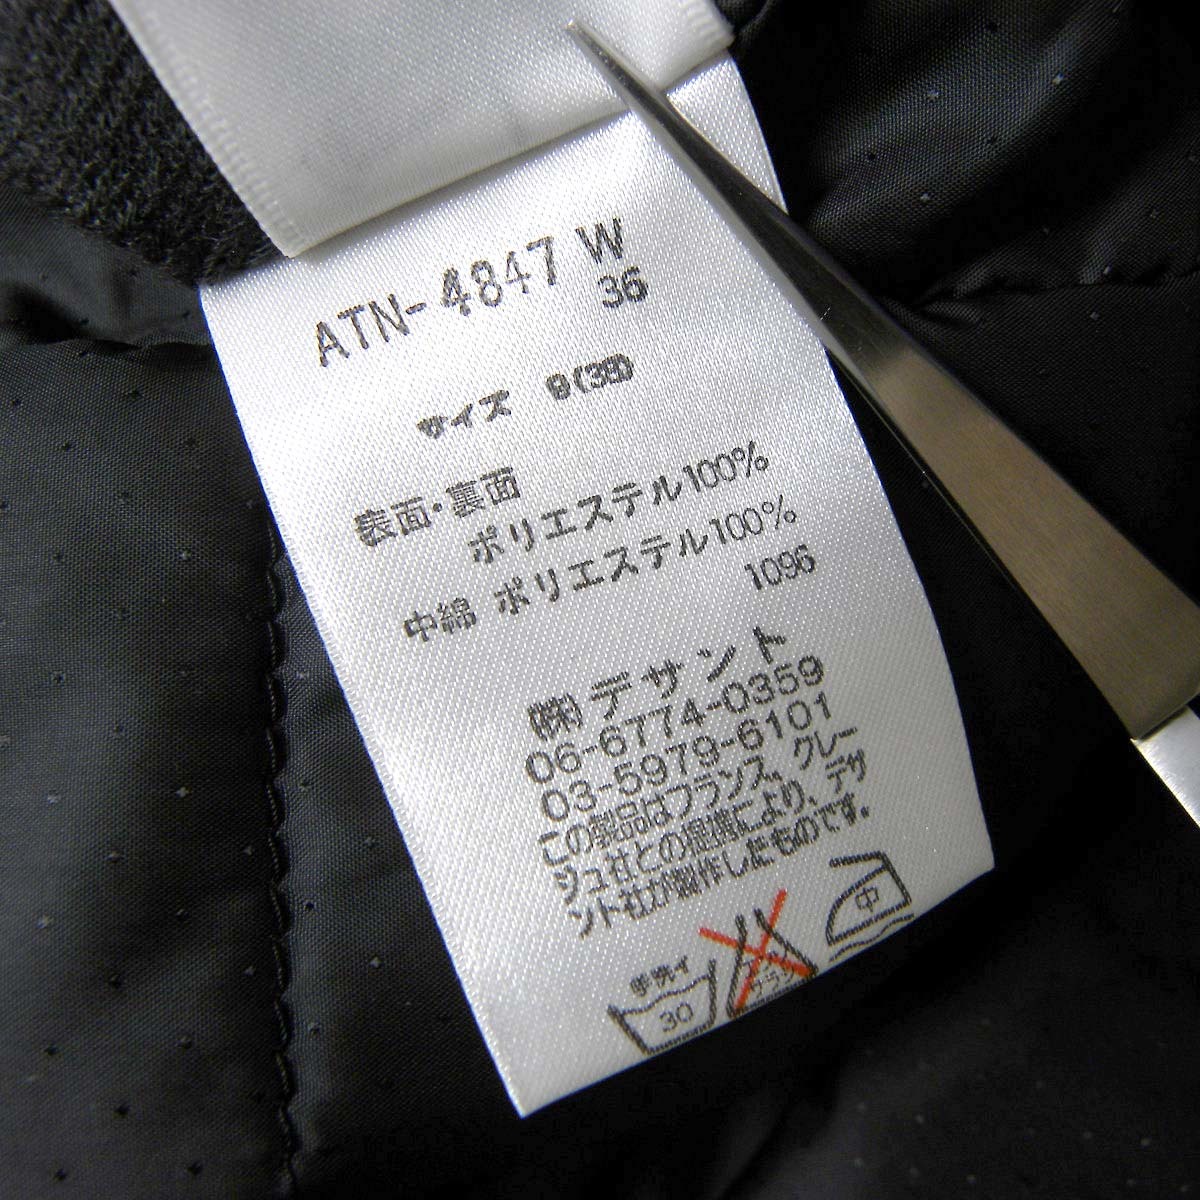 ATN-4847 W
36
サイズ 9(38)
表面・裏面
ポリエステル100%
中綿 ポリエステル100%
1096
(株)デサント
06-6774-0359
03-5979-6101
この製品はフランス、グレー
ジュ社との提携により、デサ
ント社が製作したものです。
手洗イ
30
中